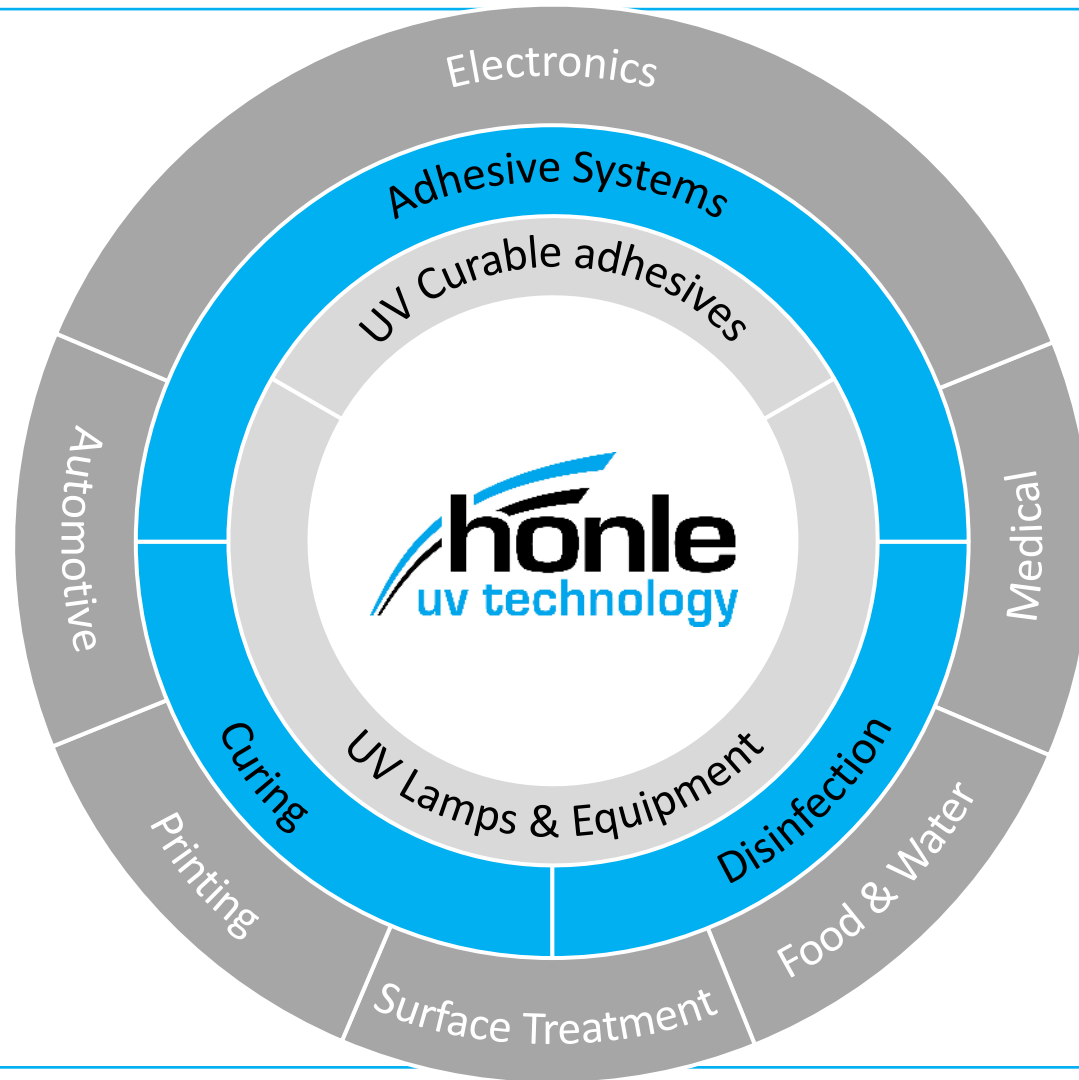 Electronics
Adhesive Systems
UV Curable adhesives
Automotive
Medical
hönle
uv technology
Curing
UV Lamps & Equipment
Disinfection
Printing
Food & Water
Surface Treatment